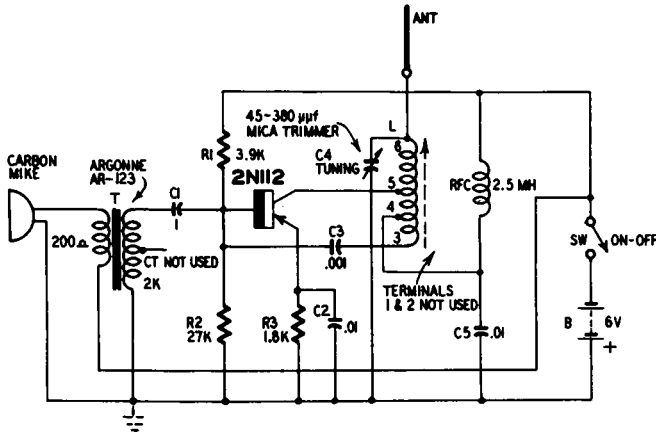 ANT
45-380 μμf
MICA TRIMMER
L
6
5
4
3
C4
TUNING
R1
3.9K
2N112
CARBON
MIKE
ARGONNE
AR-123
T
C1
1
200Ω
CT NOT USED
2K
C3
.001
RFC
2.5 MH
SW
ON-OFF
TERMINALS
1 & 2 NOT USED
R2
27K
R3
1.8K
C2
.01
C5
.01
B
6V
+